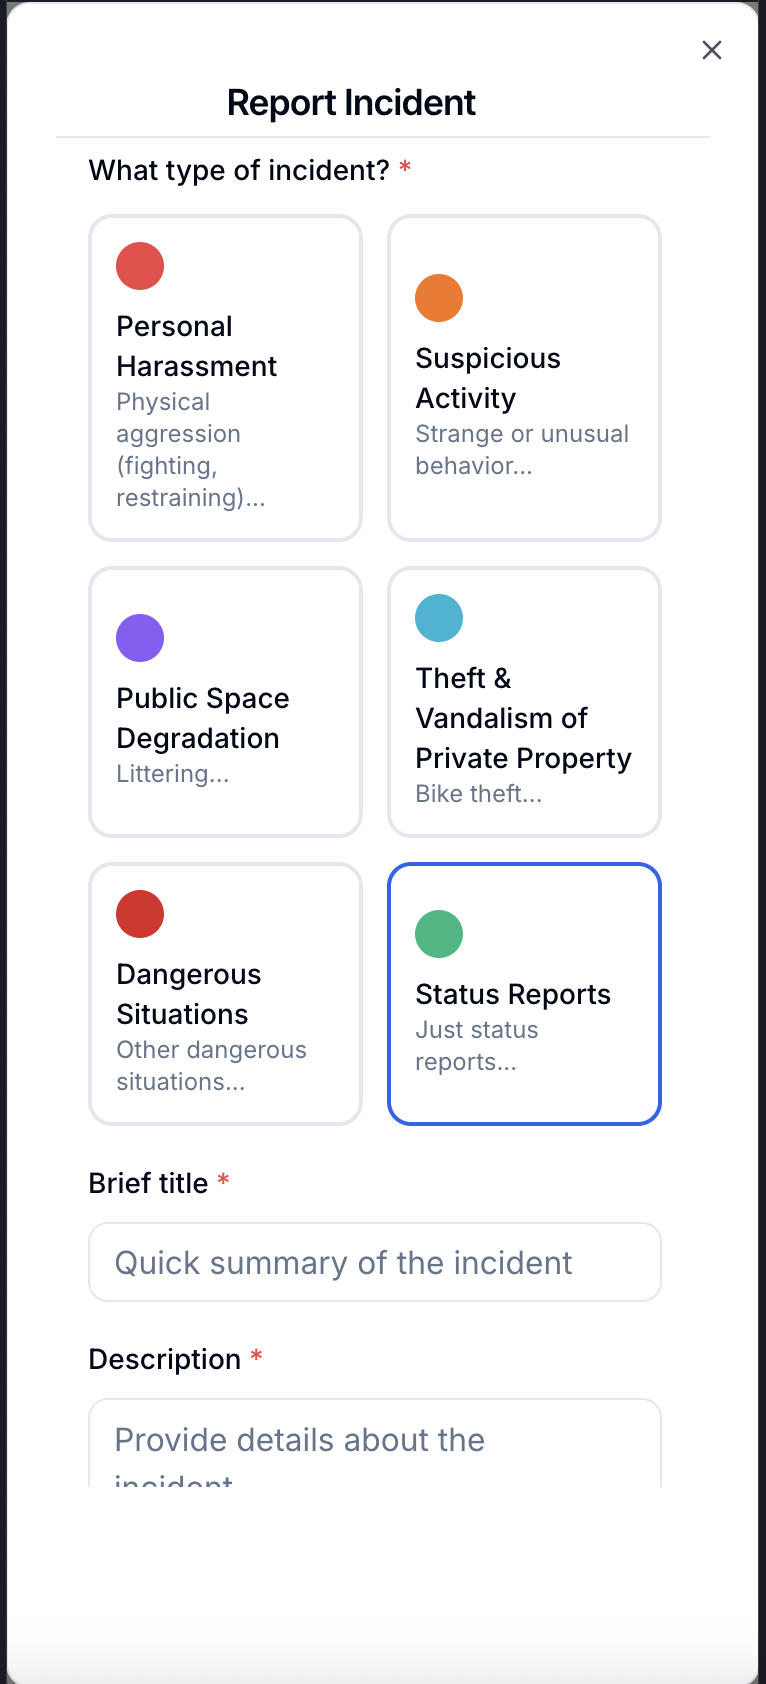 Report Incident
What type of incident? *
Personal
Harassment
Physical
aggression
(fighting,
restraining)...
Suspicious
Activity
Strange or unusual
behavior...
Public Space
Degradation
Littering...
Theft &
Vandalism of
Private Property
Bike theft...
Dangerous
Situations
Other dangerous
situations...
Status Reports
Just status
reports...
Brief title *
Quick summary of the incident
Description *
Provide details about the
incident